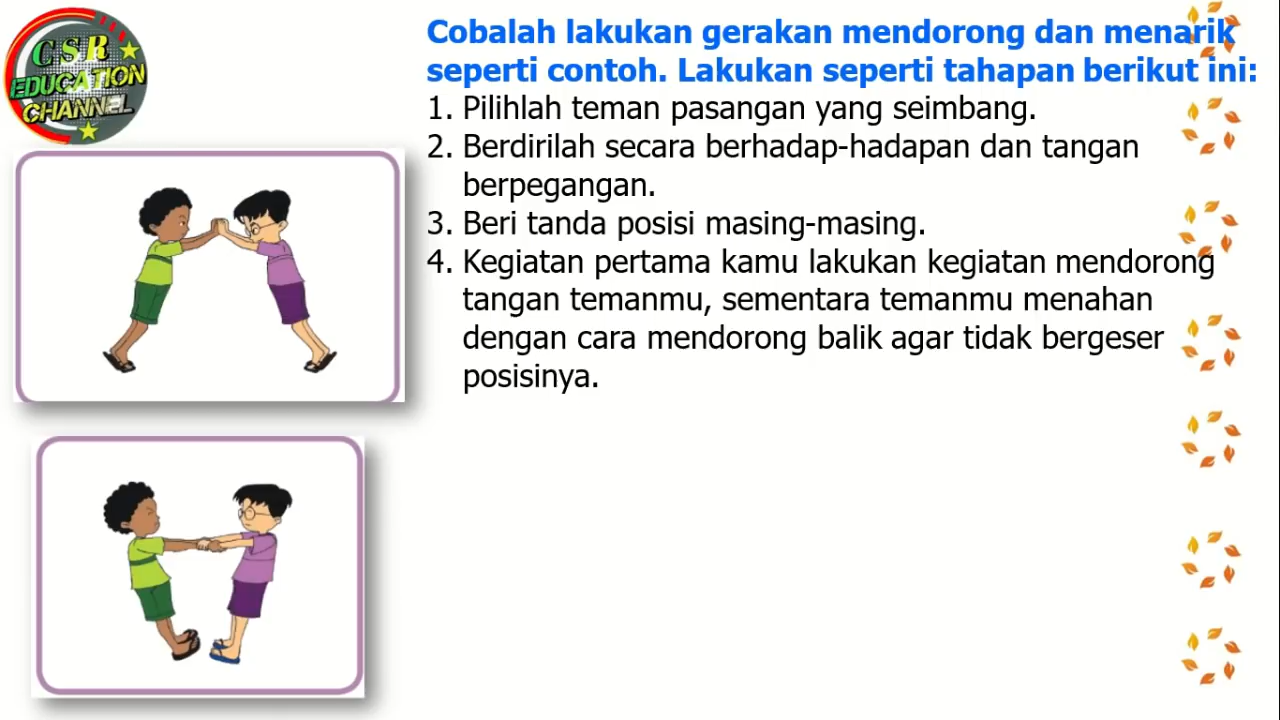 CSR
EDUCATION
CHANNEL
Cobalah lakukan gerakan mendorong dan menarik
seperti contoh. Lakukan seperti tahapan berikut ini:
1. Pilihlah teman pasangan yang seimbang.
2. Berdirilah secara berhadap-hadapan dan tangan
berpegangan.
3. Beri tanda posisi masing-masing.
4. Kegiatan pertama kamu lakukan kegiatan mendorong
tangan temanmu, sementara temanmu menahan
dengan cara mendorong balik agar tidak bergeser
posisinya.